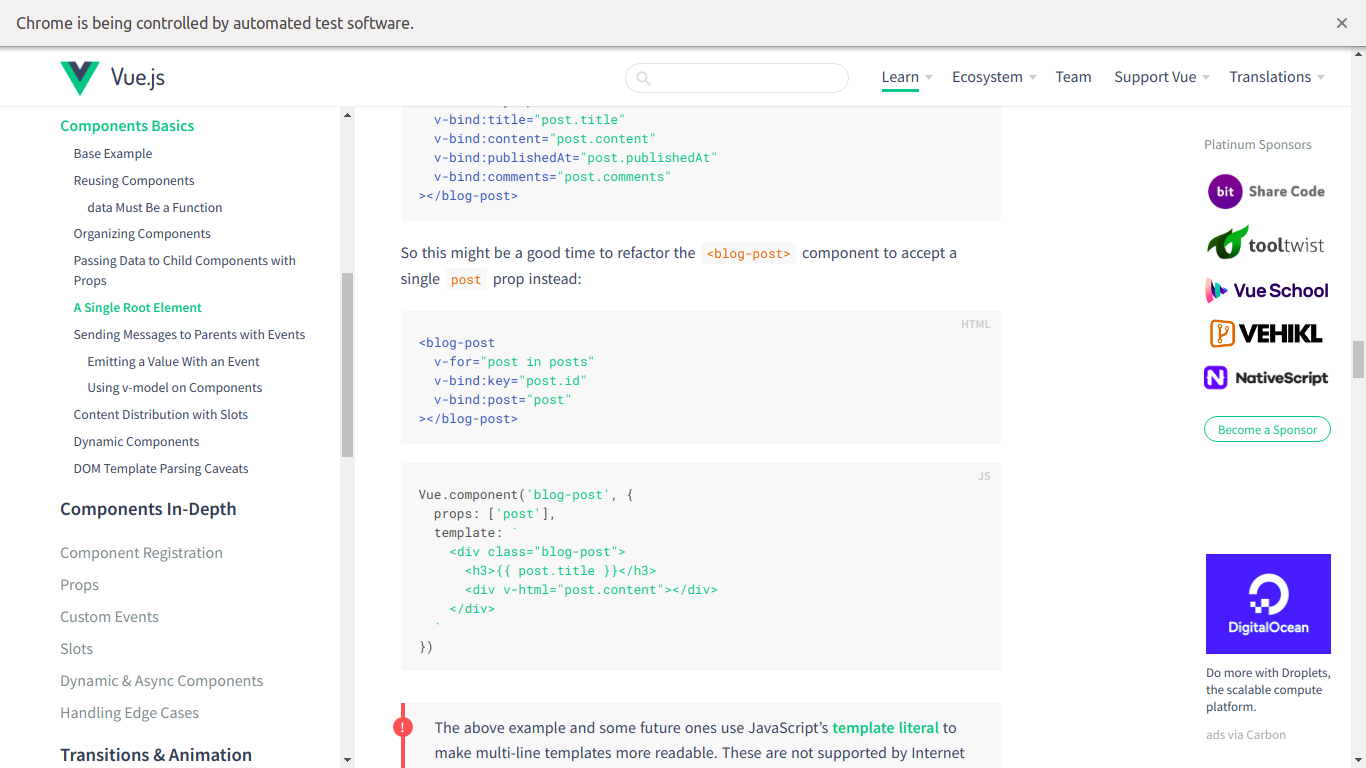 Chrome is being controlled by automated test software.
Vue.js
Learn
Ecosystem
Team
Support Vue
Translations
Components Basics
Base Example
Reusing Components
data Must Be a Function
Organizing Components
Passing Data to Child Components with
Props
A Single Root Element
Sending Messages to Parents with Events
Emitting a Value With an Event
Using v-model on Components
Content Distribution with Slots
Dynamic Components
DOM Template Parsing Caveats
Components In-Depth
Component Registration
Props
Custom Events
Slots
Dynamic & Async Components
Handling Edge Cases
Transitions & Animation
v-bind:title="post.title"
v-bind:content="post.content"
v-bind:publishedAt="post.publishedAt"
v-bind:comments="post.comments"
></blog-post>
So this might be a good time to refactor the <blog-post> component to accept a
single post prop instead:
HTML
<blog-post
v-for="post in posts"
v-bind:key="post.id"
v-bind:post="post"
></blog-post>
JS
Vue.component('blog-post', {
props: ['post'],
template: `
<div class="blog-post">
<h3>{{ post.title }}</h3>
<div v-html="post.content"></div>
</div>
`
})
The above example and some future ones use JavaScript’s template literal to
make multi-line templates more readable. These are not supported by Internet
Platinum Sponsors
bit Share Code
tooltwist
Vue School
VEHIKL
NativeScript
Become a Sponsor
DigitalOcean
Do more with Droplets,
the scalable compute
platform.
ads via Carbon